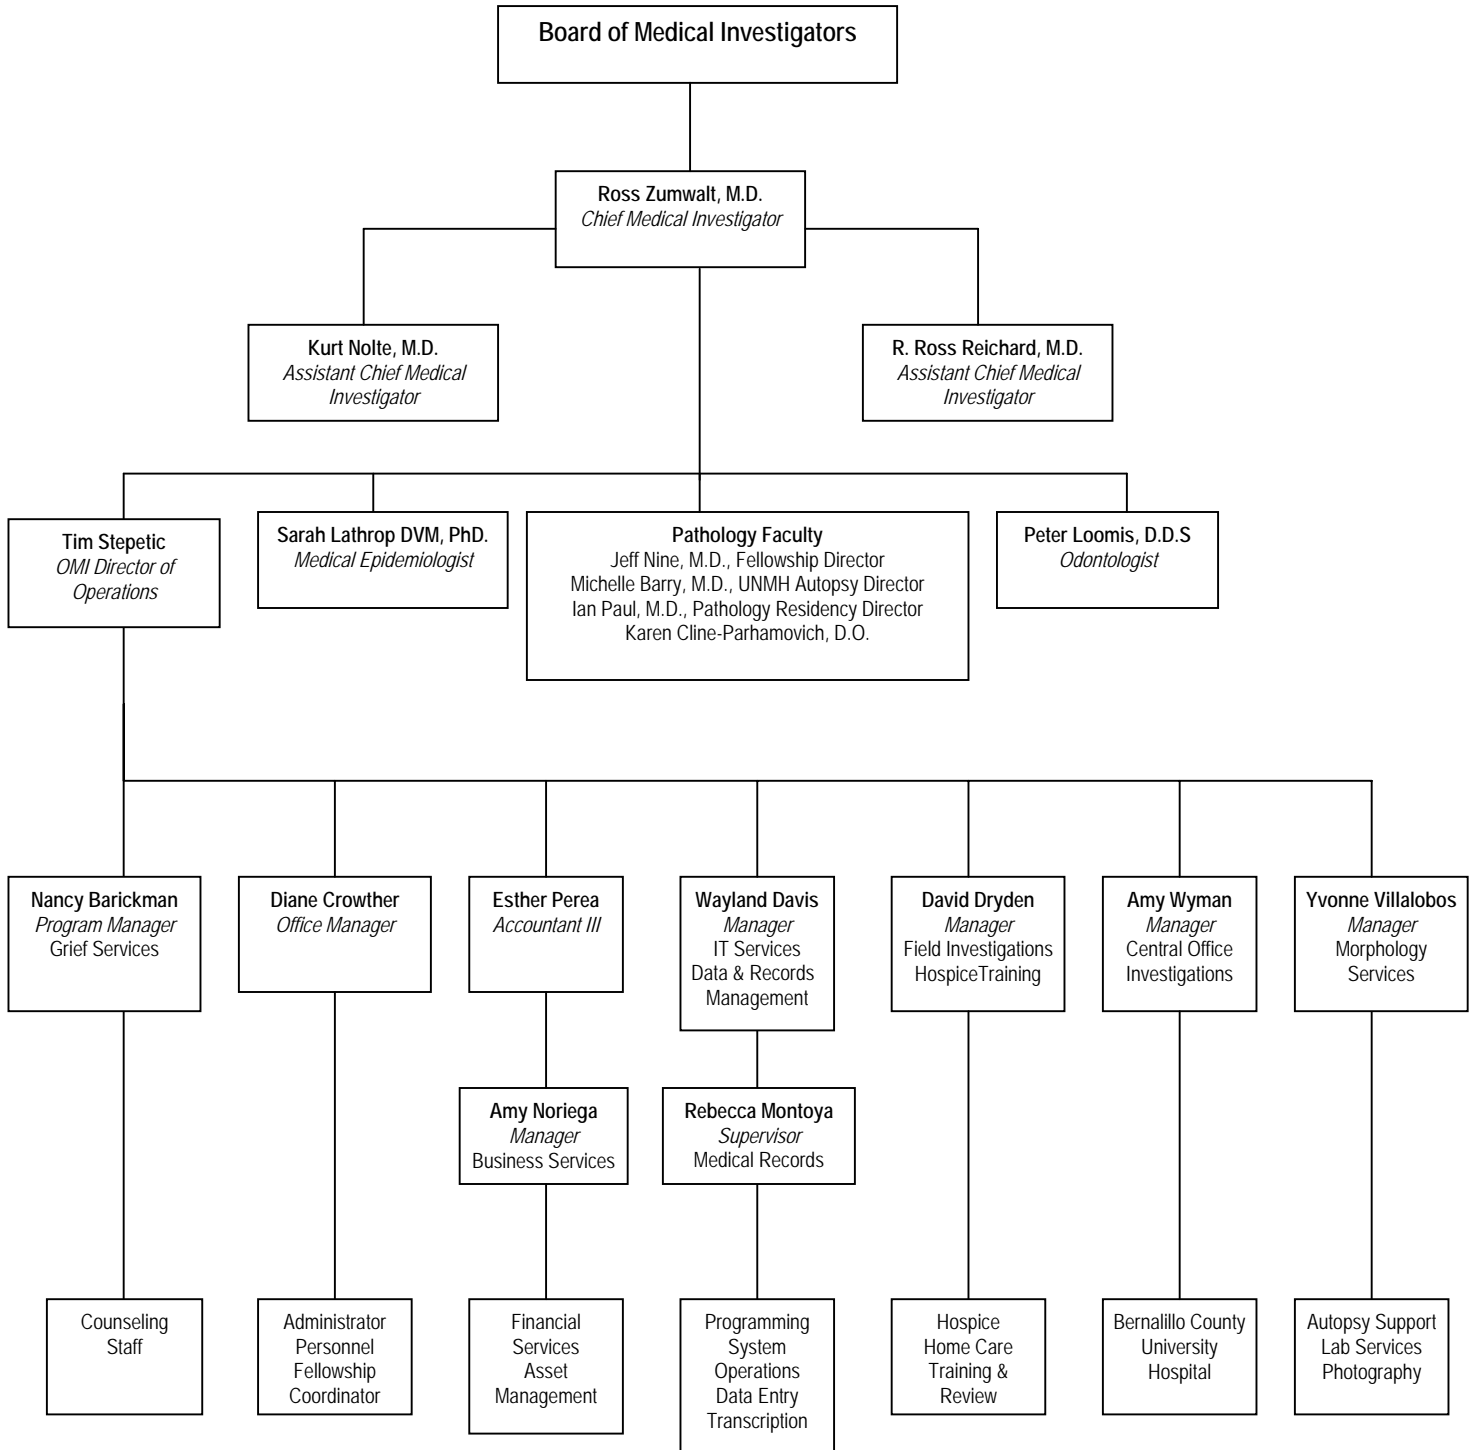 Board of Medical Investigators
Ross Zumwalt, M.D.
Chief Medical Investigator
Kurt Nolte, M.D.
Assistant Chief Medical
Investigator
R. Ross Reichard, M.D.
Assistant Chief Medical
Investigator
Tim Stepetic
OMI Director of
Operations
Sarah Lathrop DVM, PhD.
Medical Epidemiologist
Pathology Faculty
Jeff Nine, M.D., Fellowship Director
Michelle Barry, M.D., UNMH Autopsy Director
Ian Paul, M.D., Pathology Residency Director
Karen Cline-Parhamovich, D.O.
Peter Loomis, D.D.S
Odontologist
Nancy Barickman
Program Manager
Grief Services
Diane Crowther
Office Manager
Esther Perea
Accountant III
Wayland Davis
Manager
IT Services
Data & Records
Management
David Dryden
Manager
Field Investigations
HospiceTraining
Amy Wyman
Manager
Central Office
Investigations
Yvonne Villalobos
Manager
Morphology
Services
Amy Noriega
Manager
Business Services
Rebecca Montoya
Supervisor
Medical Records
Counseling
Staff
Administrator
Personnel
Fellowship
Coordinator
Financial
Services
Asset
Management
Programming
System
Operations
Data Entry
Transcription
Hospice
Home Care
Training &
Review
Bernalillo County
University
Hospital
Autopsy Support
Lab Services
Photography